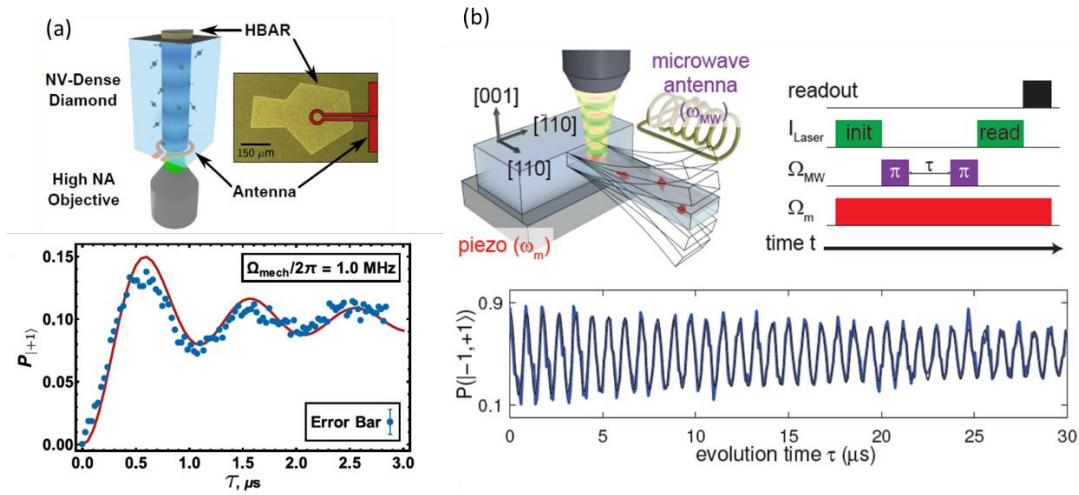 (a)
HBAR
NV-Dense
Diamond
150 μm
High NA
Objective
Antenna
P|+1⟩
0.15
0.10
0.05
0.00
Ωmech/2π = 1.0 MHz
Error Bar
0.0 0.5 1.0 1.5 2.0 2.5 3.0
τ, μs
(b)
microwave
antenna
(ωMW)
[001]
[1̄10]
[110]
piezo (ωm)
readout
ILaser init read
ΩMW π τ π
Ωm
time t
P(|−1,+1⟩)
0.9
0.1
0 5 10 15 20 25 30
evolution time τ (μs)